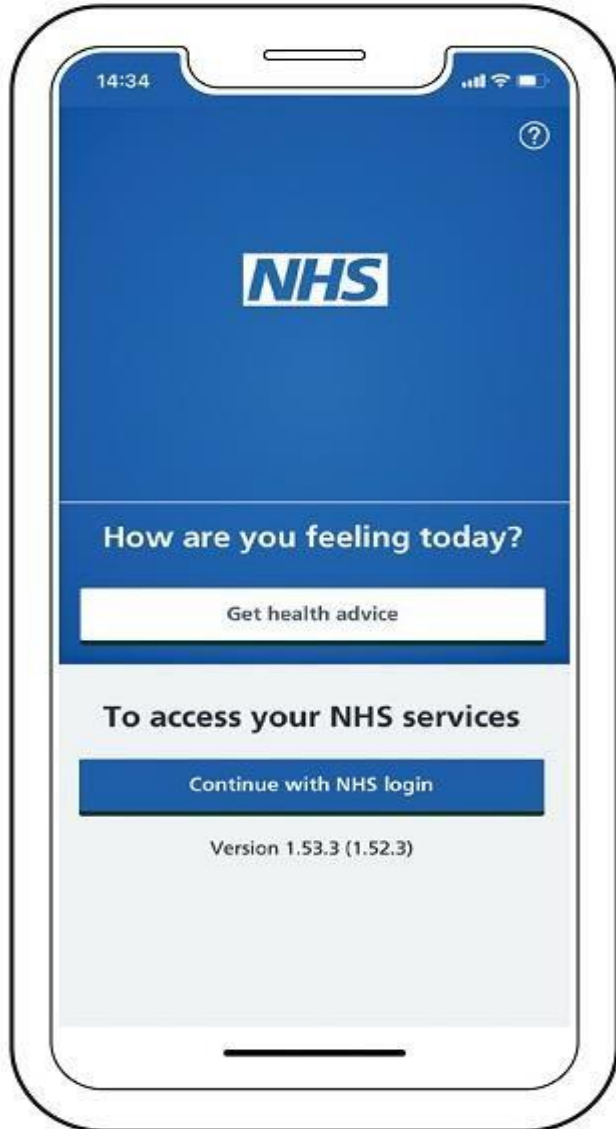 14:34
?
NHS
How are you feeling today?
Get health advice
To access your NHS services
Continue with NHS login
Version 1.53.3 (1.52.3)